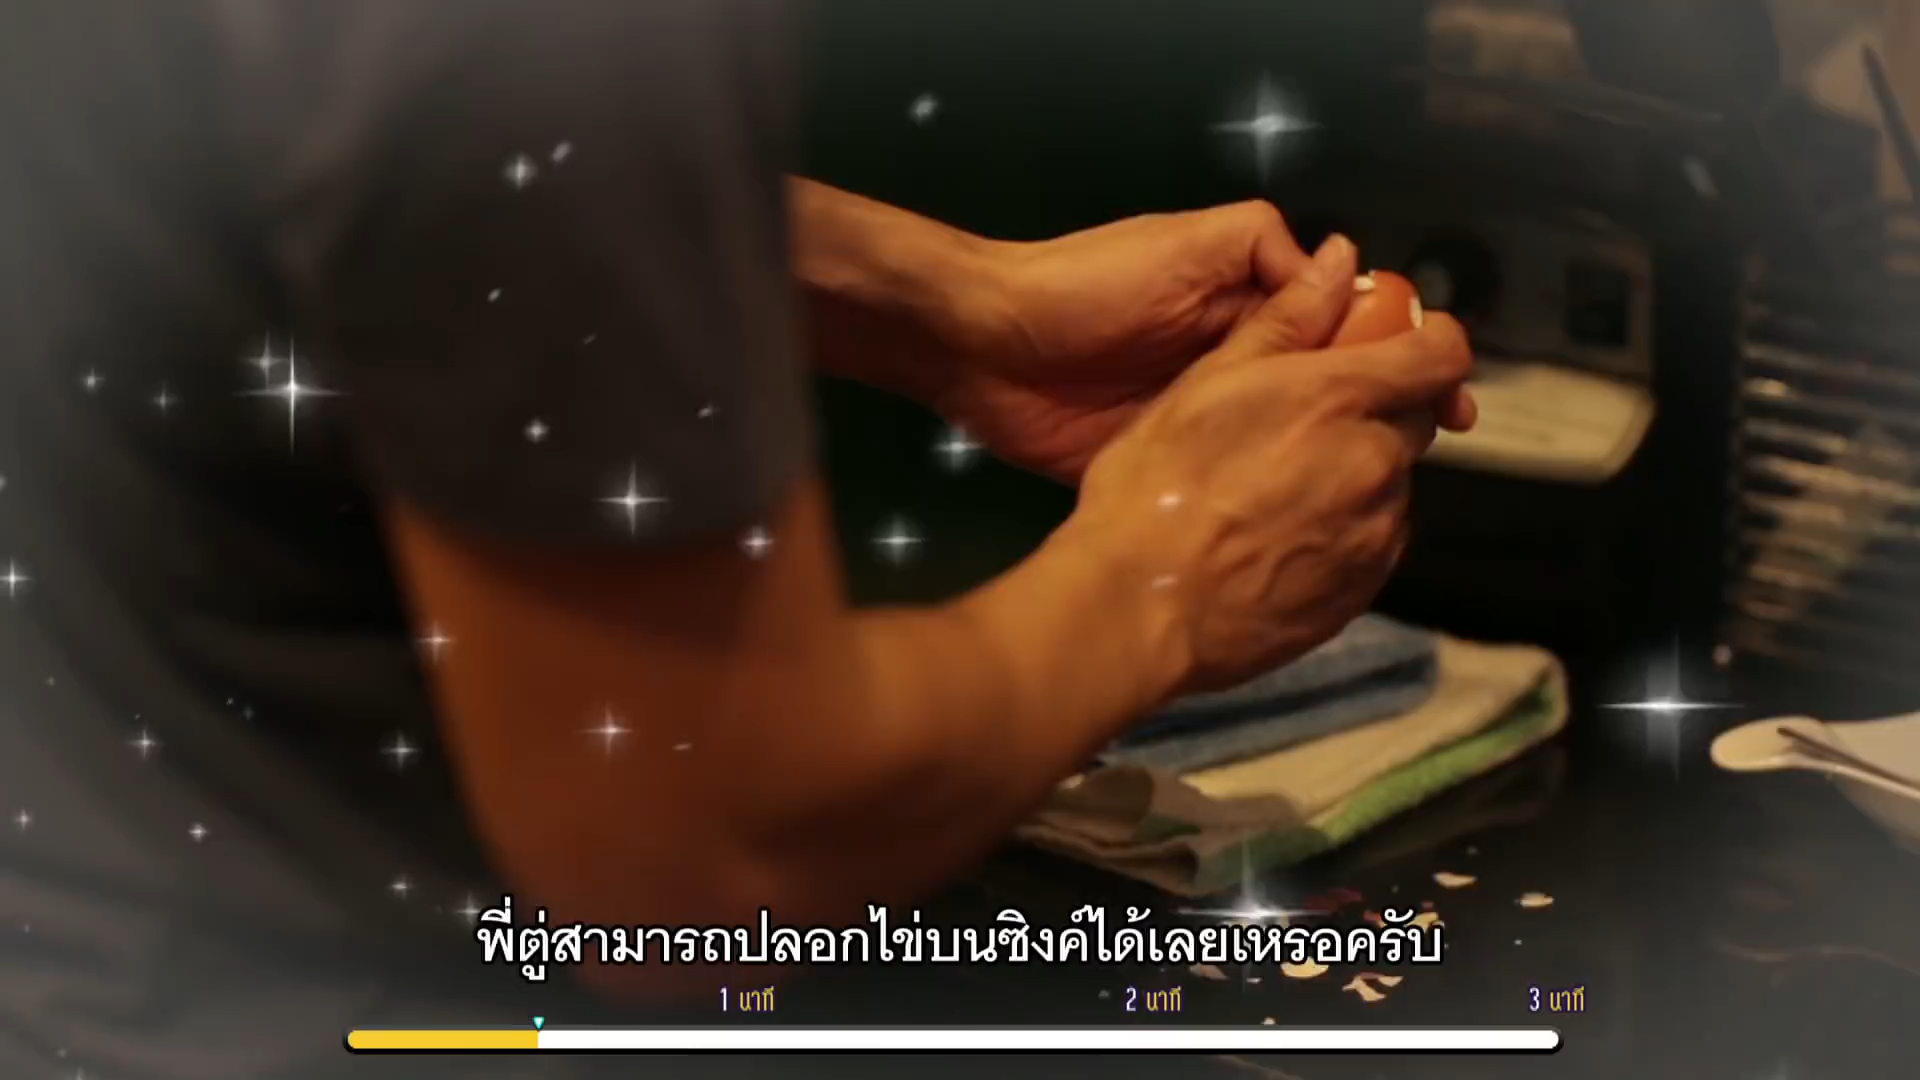 พี่ตู่สามารถปลอกไข่บนซิงค์ได้เลยเหรอครับ
1 นาที 2 นาที 3 นาที